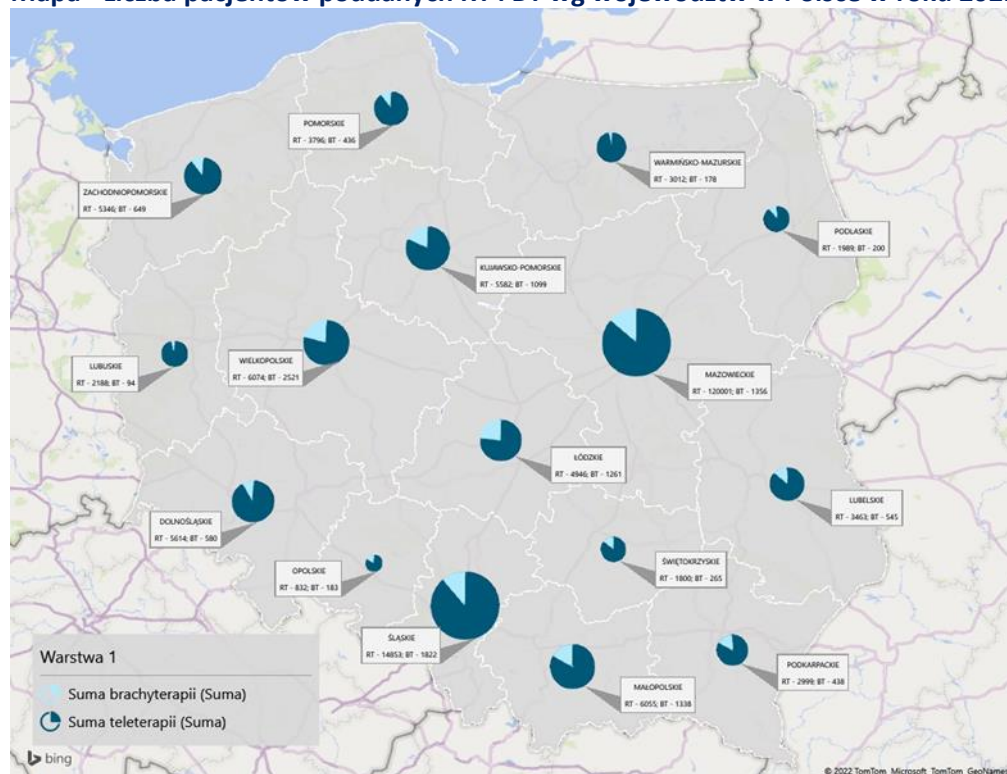 POMORSKIE
RT - 3796; BT - 436
WARMIŃSKO-MAZURSKIE
RT - 3012; BT - 178
ZACHODNIOPOMORSKIE
RT - 5346; BT - 649
PODLASKIE
RT - 1989; BT - 200
KUJAWSKO-POMORSKIE
RT - 5582; BT - 1099
LUBUSKIE
RT - 2188; BT - 94
WIELKOPOLSKIE
RT - 6074; BT - 2521
MAZOWIECKIE
RT - 120001; BT - 1356
ŁÓDZKIE
RT - 4946; BT - 1261
LUBELSKIE
RT - 3463; BT - 545
DOLNOŚLĄSKIE
RT - 5614; BT - 580
OPOLSKIE
RT - 832; BT - 183
ŚWIĘTOKRZYSKIE
RT - 1800; BT - 265
ŚLĄSKIE
RT - 14853; BT - 1822
MAŁOPOLSKIE
RT - 6055; BT - 1338
PODKARPACKIE
RT - 2999; BT - 438
Warstwa 1
Suma brachyterapii (Suma)
Suma teleterapii (Suma)
bing
© 2022 TomTom, Microsoft, TomTom, GeoNames